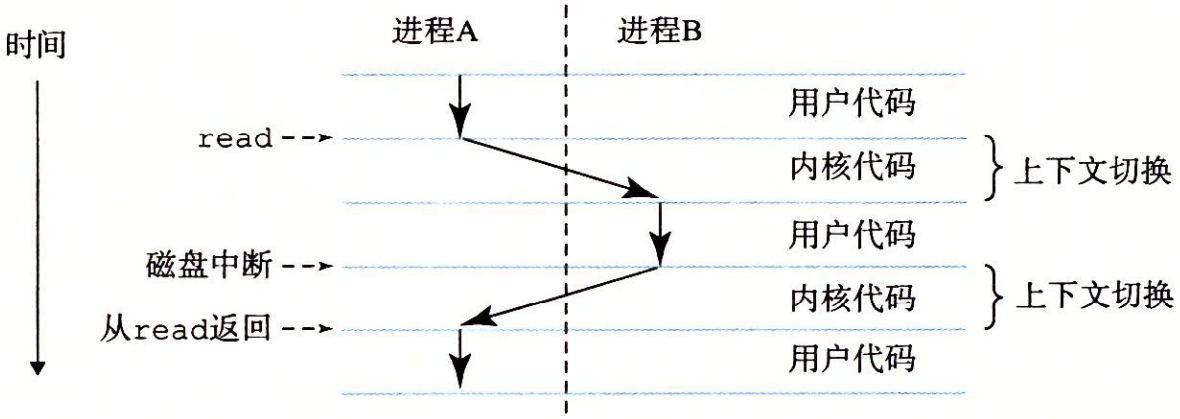 进程A
进程B
时间
用户代码
read
内核代码
上下文切换
用户代码
磁盘中断
内核代码
上下文切换
从read返回
用户代码